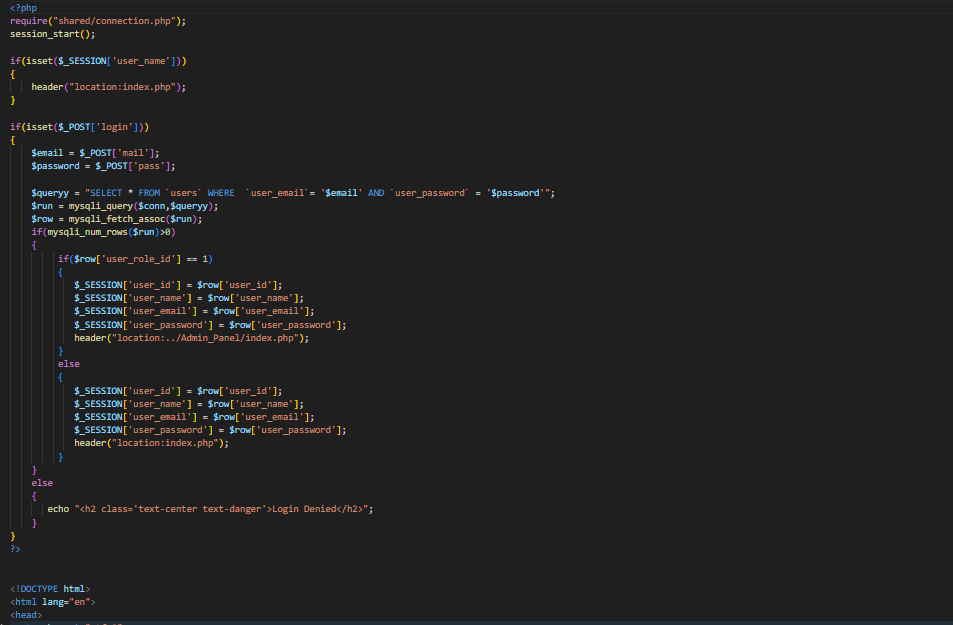 <?php
require("shared/connection.php");
session_start();
if(isset($_SESSION['user_name']))
{
header("location:index.php");
}
if(isset($_POST['login']))
{
$email = $_POST['mail'];
$password = $_POST['pass'];
$queryy = "SELECT * FROM `users` WHERE  `user_email`= '$email' AND `user_password` = '$password'";
$run = mysqli_query($conn,$queryy);
$row = mysqli_fetch_assoc($run);
if(mysqli_num_rows($run)>0)
{
if($row['user_role_id'] == 1)
{
$_SESSION['user_id'] = $row['user_id'];
$_SESSION['user_name'] = $row['user_name'];
$_SESSION['user_email'] = $row['user_email'];
$_SESSION['user_password'] = $row['user_password'];
header("location:../Admin_Panel/index.php");
}
else
{
$_SESSION['user_id'] = $row['user_id'];
$_SESSION['user_name'] = $row['user_name'];
$_SESSION['user_email'] = $row['user_email'];
$_SESSION['user_password'] = $row['user_password'];
header("location:index.php");
}
}
else
{
echo "<h2 class='text-center text-danger'>Login Denied</h2>";
}
}
?>
<!DOCTYPE html>
<html lang="en">
<head>